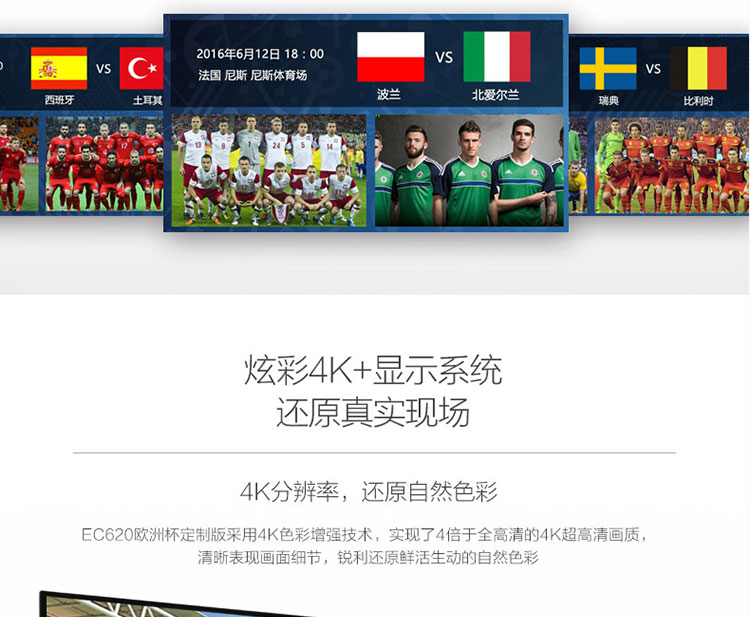 2016年6月12日 18:00
法国 尼斯 尼斯体育场
VS
波兰
北爱尔兰
0
VS
西班牙
土耳其
VS
瑞典
比利时
炫彩4K+显示系统
还原真实现场
4K分辨率，还原自然色彩
EC620欧洲杯定制版采用4K色彩增强技术，实现了4倍于全高清的4K超高清画质，
清晰表现画面细节，锐利还原鲜活生动的自然色彩